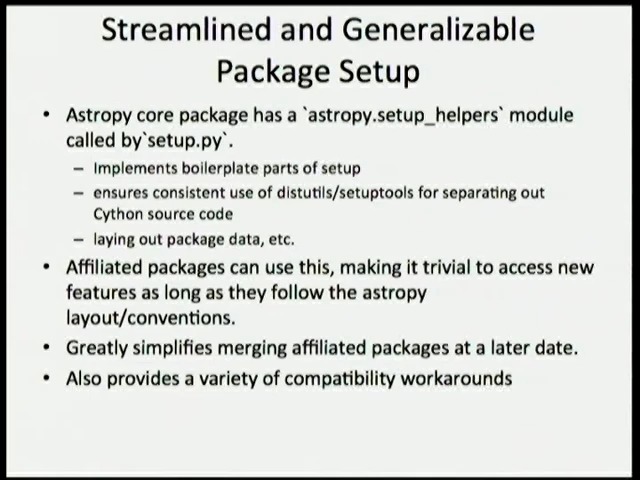 Streamlined and Generalizable
Package Setup
• Astropy core package has a `astropy.setup_helpers` module
called by`setup.py`.
– Implements boilerplate parts of setup
– ensures consistent use of distutils/setuptools for separating out
Cython source code
– laying out package data, etc.
• Affiliated packages can use this, making it trivial to access new
features as long as they follow the astropy
layout/conventions.
• Greatly simplifies merging affiliated packages at a later date.
• Also provides a variety of compatibility workarounds